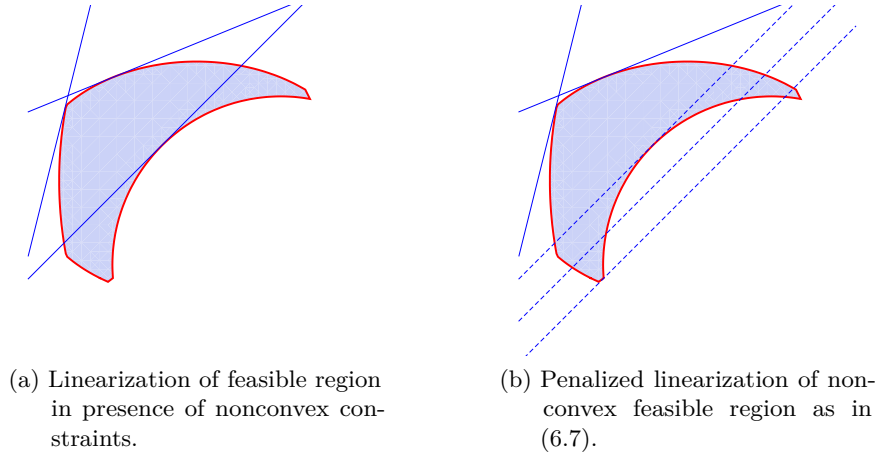 (a) Linearization of feasible region
in presence of nonconvex con-
straints.
(b) Penalized linearization of non-
convex feasible region as in
(6.7).